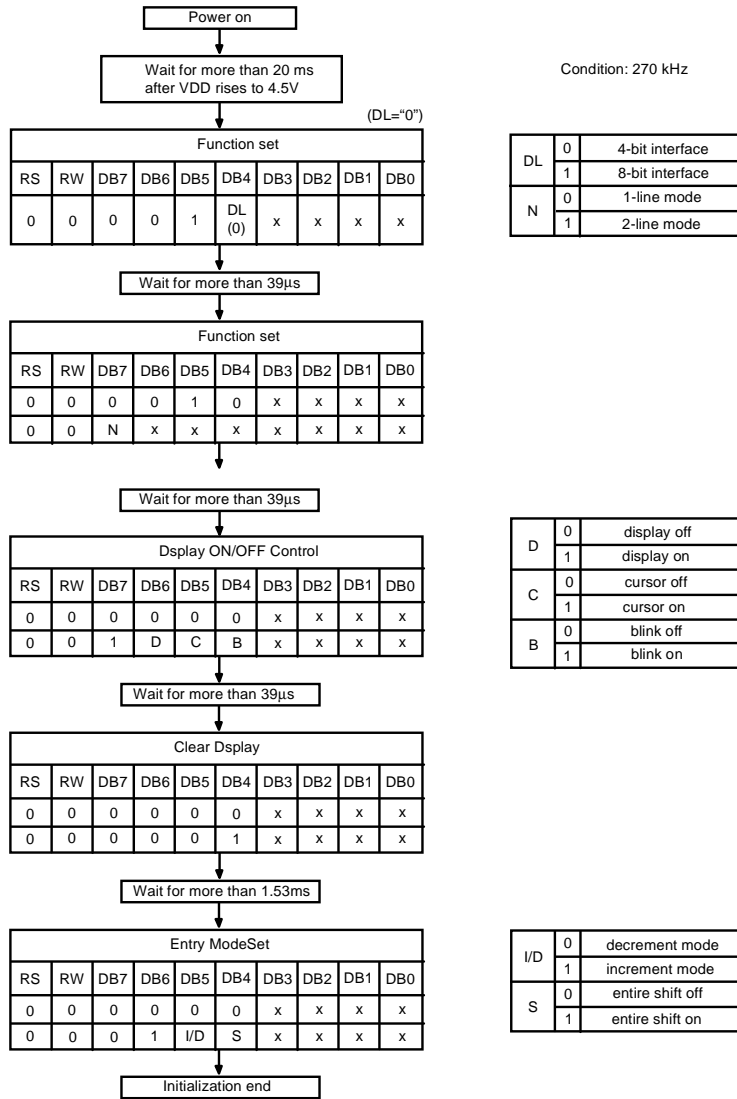 Power on
Wait for more than 20 ms
after VDD rises to 4.5V
Condition: 270 kHz
(DL=“0”)
Function set
RS RW DB7 DB6 DB5 DB4 DB3 DB2 DB1 DB0
0 0 0 0 1 DL (0) x x x x
DL 0 4-bit interface
1 8-bit interface
N 0 1-line mode
1 2-line mode
Wait for more than 39µs
Function set
RS RW DB7 DB6 DB5 DB4 DB3 DB2 DB1 DB0
0 0 0 0 1 0 x x x x
0 0 N x x x x x x x
Wait for more than 39µs
Dsplay ON/OFF Control
RS RW DB7 DB6 DB5 DB4 DB3 DB2 DB1 DB0
0 0 0 0 0 0 x x x x
0 0 1 D C B x x x x
D 0 display off
1 display on
C 0 cursor off
1 cursor on
B 0 blink off
1 blink on
Wait for more than 39µs
Clear Dsplay
RS RW DB7 DB6 DB5 DB4 DB3 DB2 DB1 DB0
0 0 0 0 0 0 x x x x
0 0 0 0 0 1 x x x x
Wait for more than 1.53ms
Entry ModeSet
RS RW DB7 DB6 DB5 DB4 DB3 DB2 DB1 DB0
0 0 0 0 0 0 x x x x
0 0 0 1 I/D S x x x x
I/D 0 decrement mode
1 increment mode
S 0 entire shift off
1 entire shift on
Initialization end